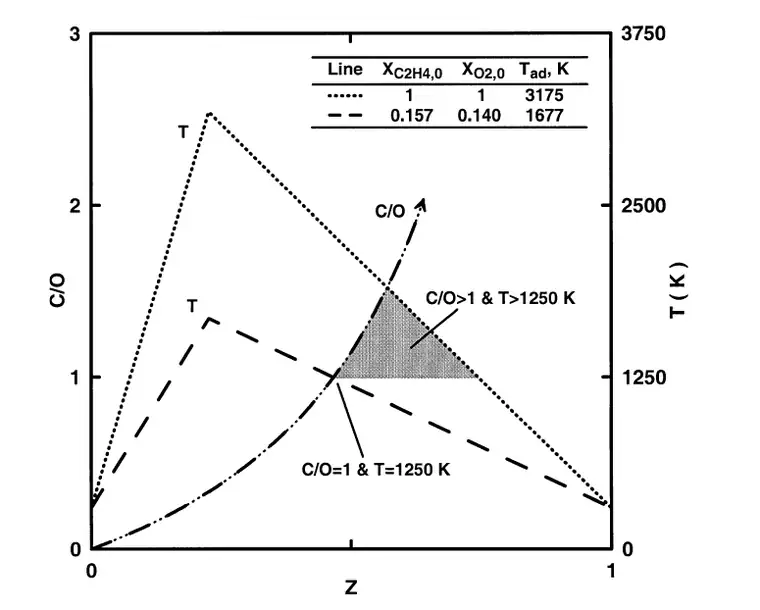 3
3750
Line XC2H4,0 XO2,0 Tad, K
1 1 3175
0.157 0.140 1677
T
2
2500
C/O
C/O>1 & T>1250 K
T
C/O
T ( K )
1
1250
C/O=1 & T=1250 K
0
0
0
1
Z